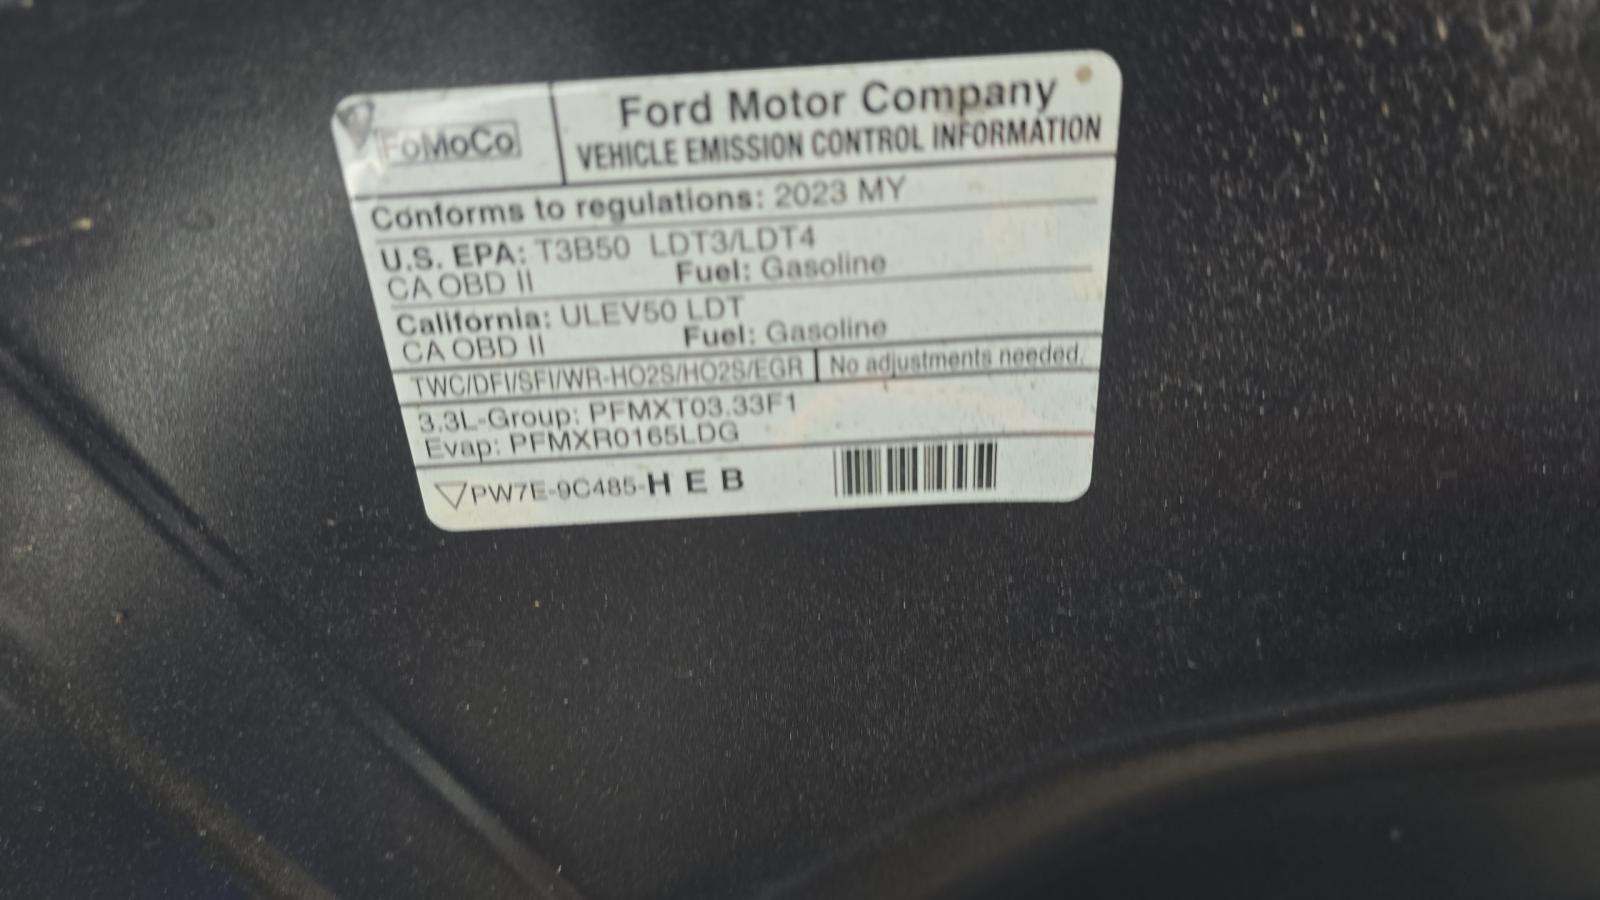 FoMoCo
Ford Motor Company
VEHICLE EMISSION CONTROL INFORMATION
Conforms to regulations: 2023 MY
U.S. EPA: T3B50 LDT3/LDT4
CA OBD II Fuel: Gasoline
California: ULEV50 LDT
CA OBD II Fuel: Gasoline
TWC/DFI/SFI/WR-HO2S/HO2S/EGR No adjustments needed.
3.3L-Group: PFMXT03.33F1
Evap: PFMXR0165LDG
PW7E-9C485-H E B